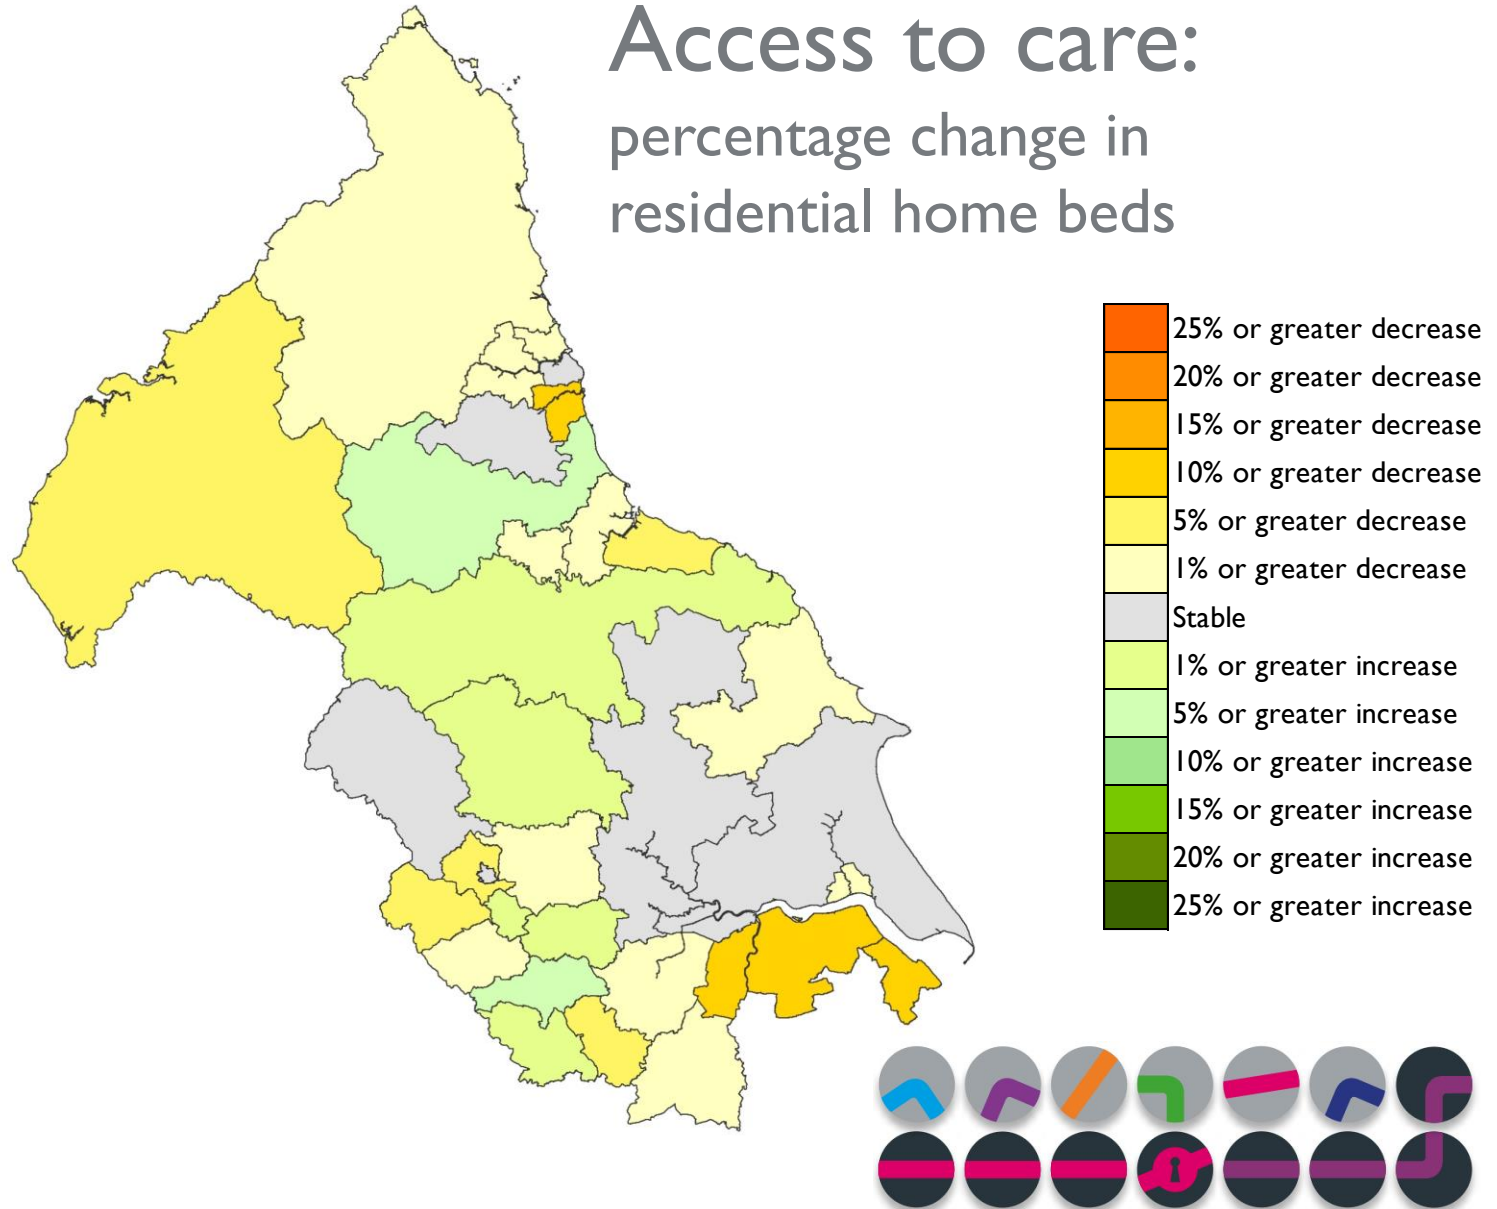 Access to care:
percentage change in
residential home beds
25% or greater decrease
20% or greater decrease
15% or greater decrease
10% or greater decrease
5% or greater decrease
1% or greater decrease
Stable
1% or greater increase
5% or greater increase
10% or greater increase
15% or greater increase
20% or greater increase
25% or greater increase